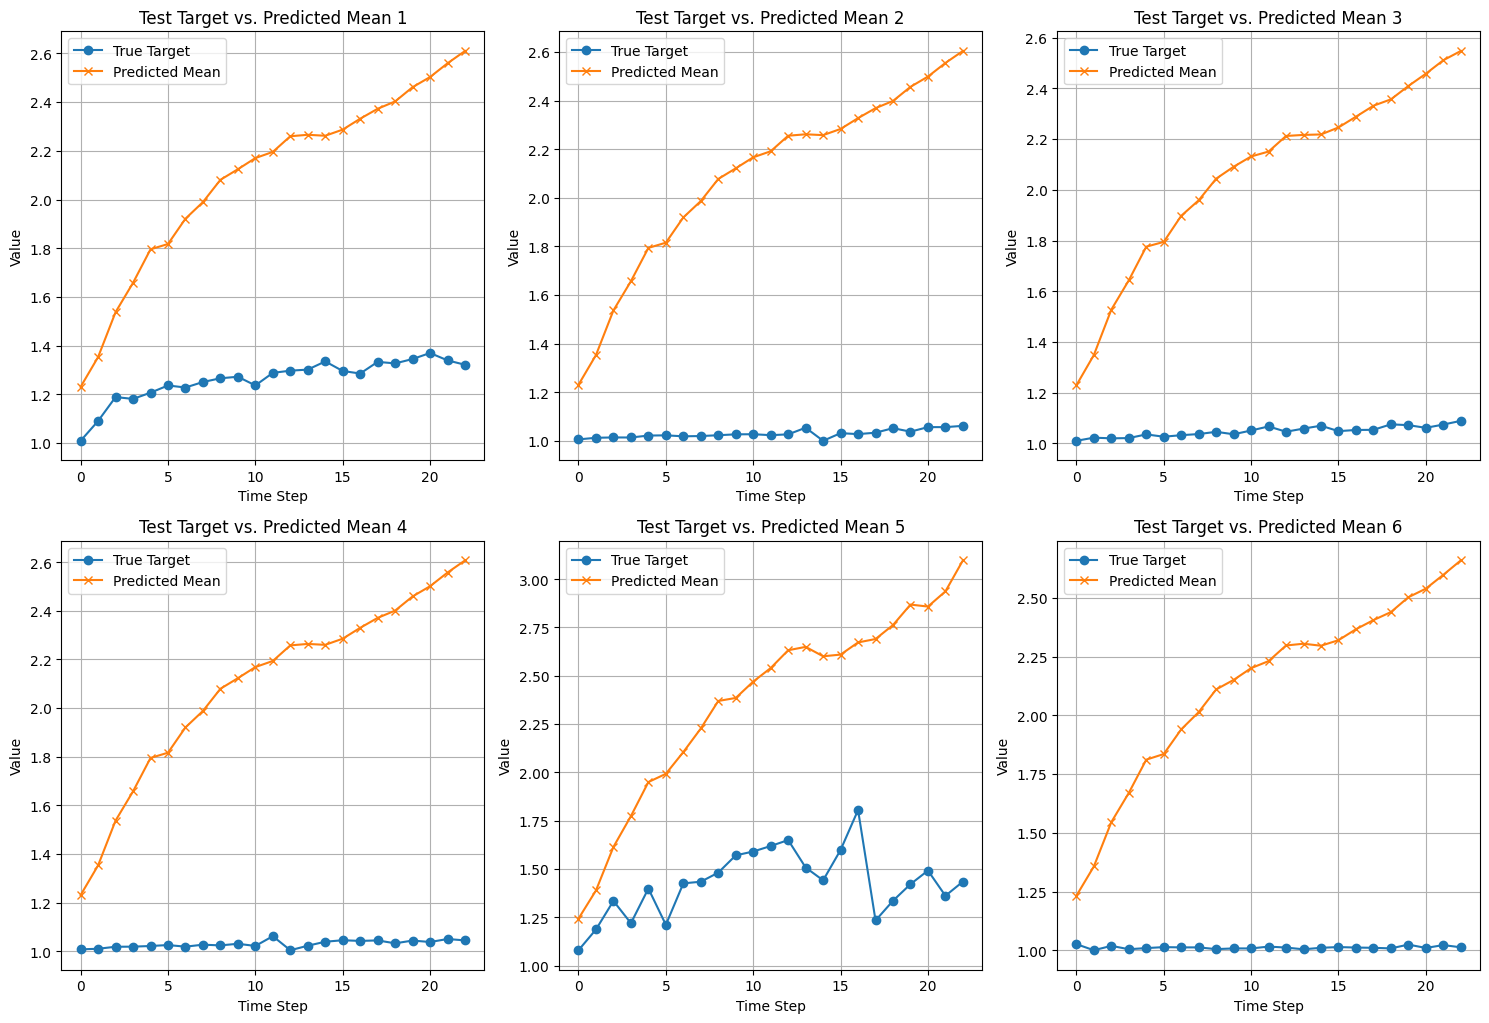 Test Target vs. Predicted Mean 1
True Target
Predicted Mean
2.6
2.4
2.2
2.0
1.8
1.6
1.4
1.2
1.0
Value
0 5 10 15 20
Time Step
Test Target vs. Predicted Mean 2
True Target
Predicted Mean
2.6
2.4
2.2
2.0
1.8
1.6
1.4
1.2
1.0
Value
0 5 10 15 20
Time Step
Test Target vs. Predicted Mean 3
True Target
Predicted Mean
2.6
2.4
2.2
2.0
1.8
1.6
1.4
1.2
1.0
Value
0 5 10 15 20
Time Step
Test Target vs. Predicted Mean 4
True Target
Predicted Mean
2.6
2.4
2.2
2.0
1.8
1.6
1.4
1.2
1.0
Value
0 5 10 15 20
Time Step
Test Target vs. Predicted Mean 5
True Target
Predicted Mean
3.00
2.75
2.50
2.25
2.00
1.75
1.50
1.25
1.00
Value
0 5 10 15 20
Time Step
Test Target vs. Predicted Mean 6
True Target
Predicted Mean
2.50
2.25
2.00
1.75
1.50
1.25
1.00
Value
0 5 10 15 20
Time Step